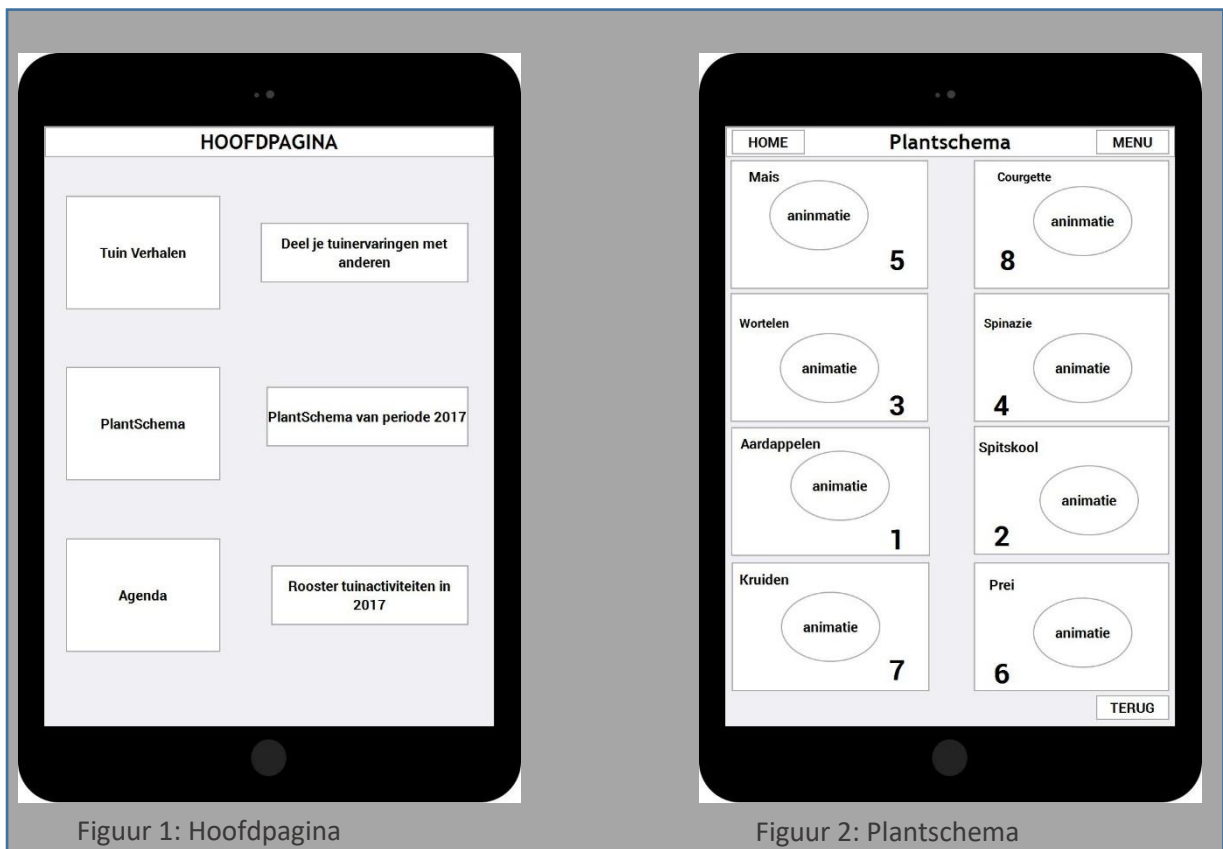 HOOFDPAGINA
Tuin Verhalen
Deel je tuinervaringen met
anderen
PlantSchema
PlantSchema van periode 2017
Agenda
Rooster tuinactiviteiten in
2017
Figuur 1: Hoofdpagina
HOME
Plantschema
MENU
Mais
aninmatie
5
Courgette
aninmatie
8
Wortelen
animatie
3
Spinazie
animatie
4
Aardappelen
animatie
1
Spitskool
animatie
2
Kruiden
animatie
7
Prei
animatie
6
TERUG
Figuur 2: Plantschema